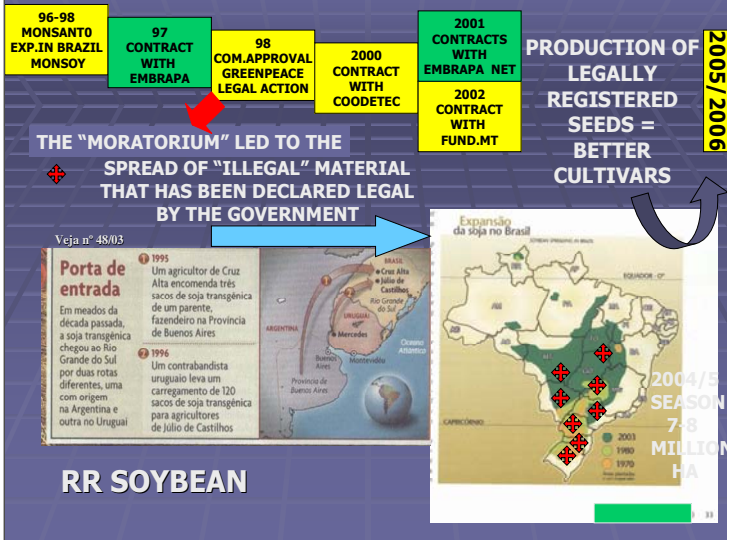 96-98
MONSANT0
EXP.IN BRAZIL
MONSOY
97
CONTRACT
WITH
EMBRAPA
98
COM.APPROVAL
GREENPEACE
LEGAL ACTION
2000
CONTRACT
WITH
COODETEC
2001
CONTRACTS
WITH
EMBRAPA NET
2002
CONTRACT
WITH
FUND.MT
PRODUCTION OF
LEGALLY
REGISTERED
SEEDS =
BETTER
CULTIVARS
2005/2006
THE “MORATORIUM” LED TO THE
SPREAD OF “ILLEGAL” MATERIAL
THAT HAS BEEN DECLARED LEGAL
BY THE GOVERNMENT
Veja nº 48/03
Porta de
entrada
Em meados da
década passada,
a soja transgênica
chegou ao Rio
Grande do Sul
por duas rotas
diferentes, uma
com origem
na Argentina e
outra no Uruguai
1 1995
Um agricultor de Cruz
Alta encomenda três
sacos de soja transgênica
de um parente,
fazendeiro na Província
de Buenos Aires
2 1996
Um contrabandista
uruguaio leva um
carregamento de 120
sacos de soja transgênica
para agricultores
de Júlio de Castilhos
BRASIL
Cruz Alta
Júlio de
Castilhos
Rio Grande
do Sul
ARGENTINA
URUGUAI
Mercedes
Buenos
Aires
Montevidéu
Oceano
Atlântico
Província de
Buenos Aires
Expansão
da soja no Brasil
EQUADOR - 0°
CAPRICÓRNIO
AM
PA
MT
2003
1980
1970
2004/5
SEASON
7-8
MILLION
HA
RR SOYBEAN
33